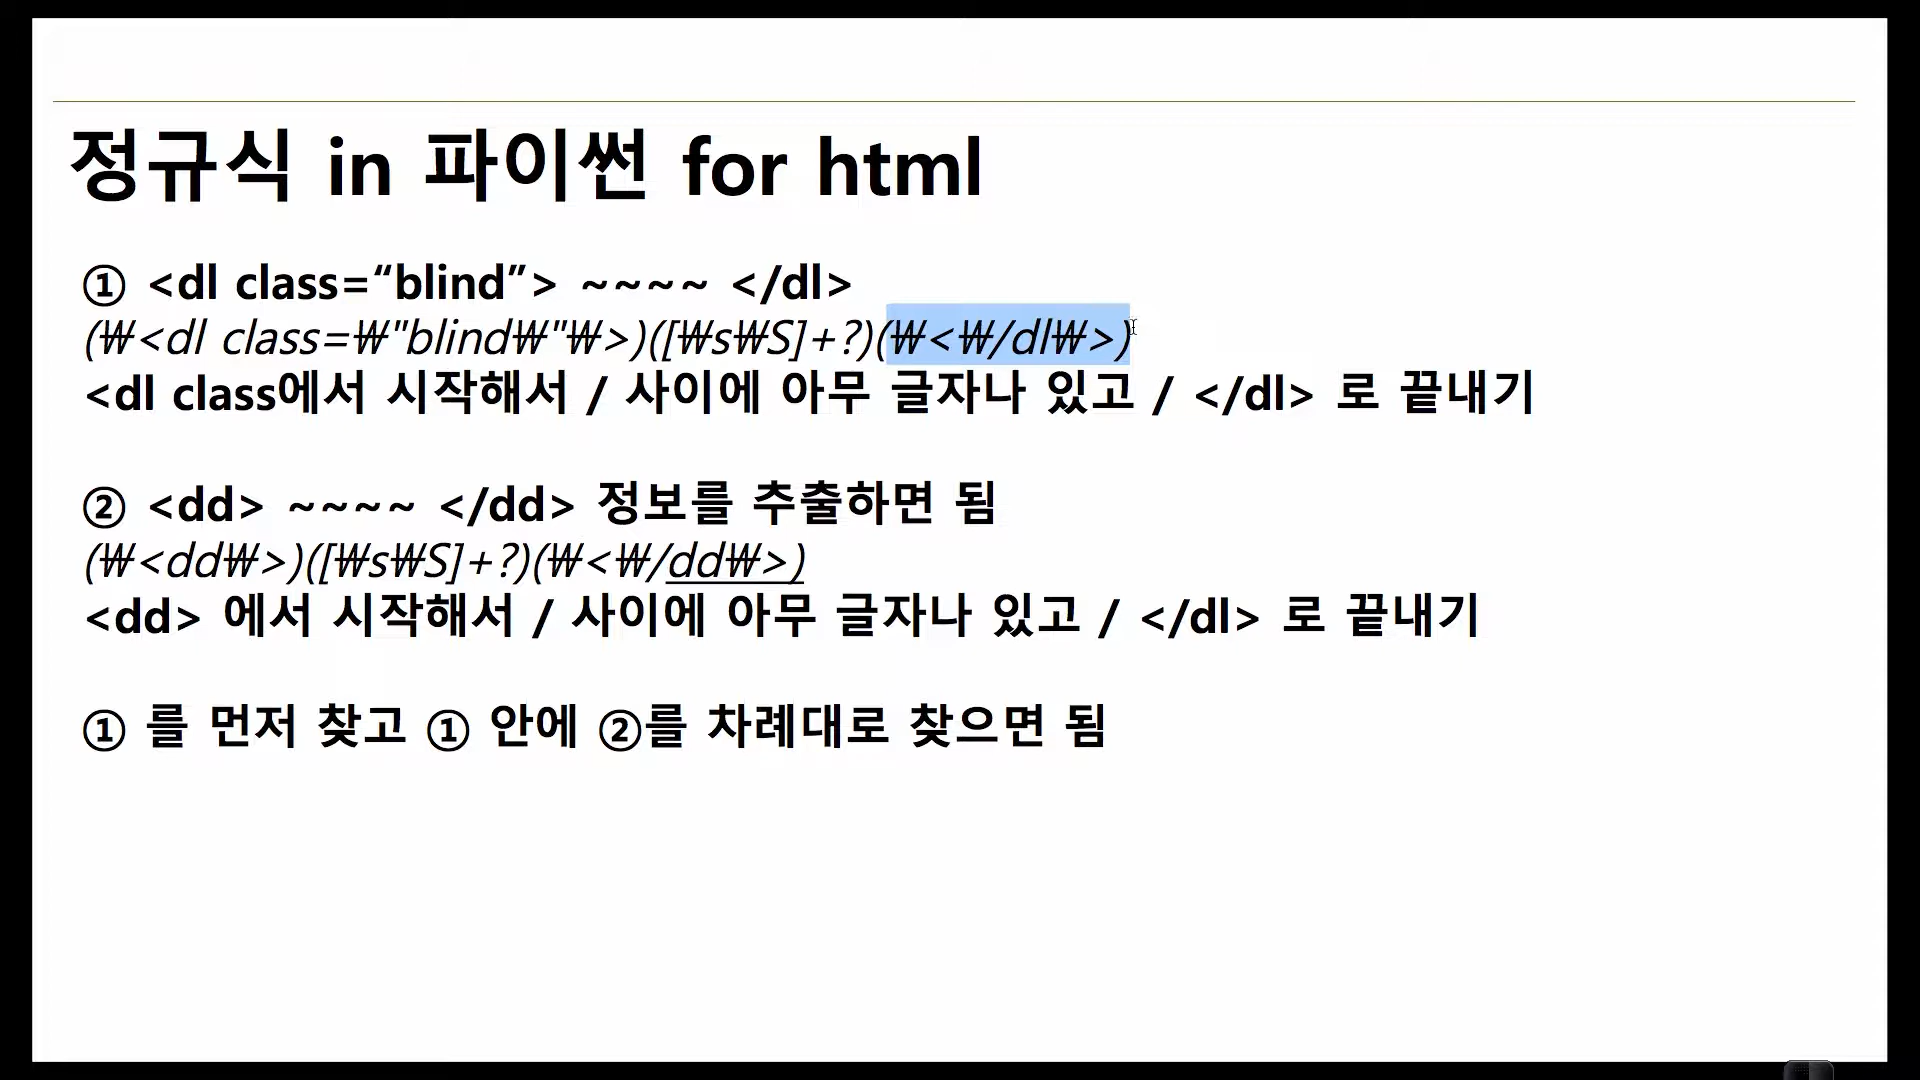 정규식 in 파이썬 for html
① <dl class=“blind”> ~~~~ </dl>
(₩<dl class=₩"blind₩"₩>)([₩s₩S]+?)(₩<₩/dl₩>)
<dl class에서 시작해서 / 사이에 아무 글자나 있고 / </dl> 로 끝내기
② <dd> ~~~~ </dd> 정보를 추출하면 됨
(₩<dd₩>)([₩s₩S]+?)(₩<₩/dd₩>)
<dd> 에서 시작해서 / 사이에 아무 글자나 있고 / </dl> 로 끝내기
① 를 먼저 찾고 ① 안에 ②를 차례대로 찾으면 됨